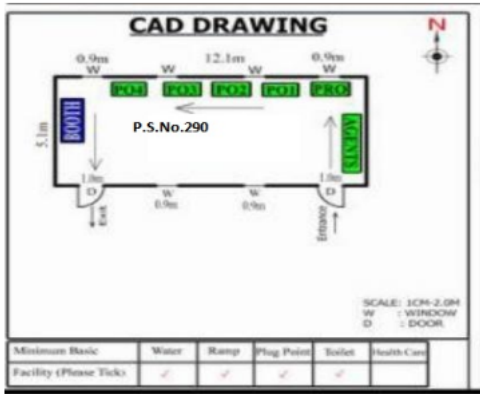 CAD DRAWING
N
0.9m 12.1m 0.9m
W W W W
PO4 PO3 PO2 PO1 PRO
BOOTH
P.S.No.290
AGENTS
5.1m
1.0m 1.0m
D W W D
0.9m 0.9m
Exit
Entrance
SCALE: 1CM-2.0M
W : WINDOW
D : DOOR
Minimum Basic Water Ramp Plug Point Toilet Health Care
Facility (Please Tick) ✓ ✓ ✓ ✓